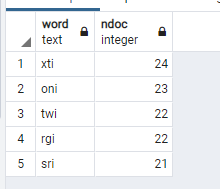 word ndoc
text integer
1 xti 24
2 oni 23
3 twi 22
4 rgi 22
5 sri 21